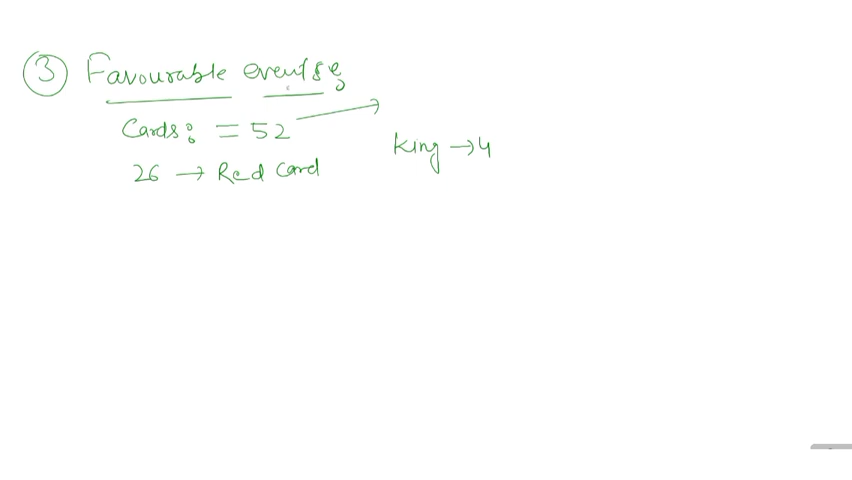 ③ Favourable events:
Cards: = 52 →
King → 4
26 → Red Card